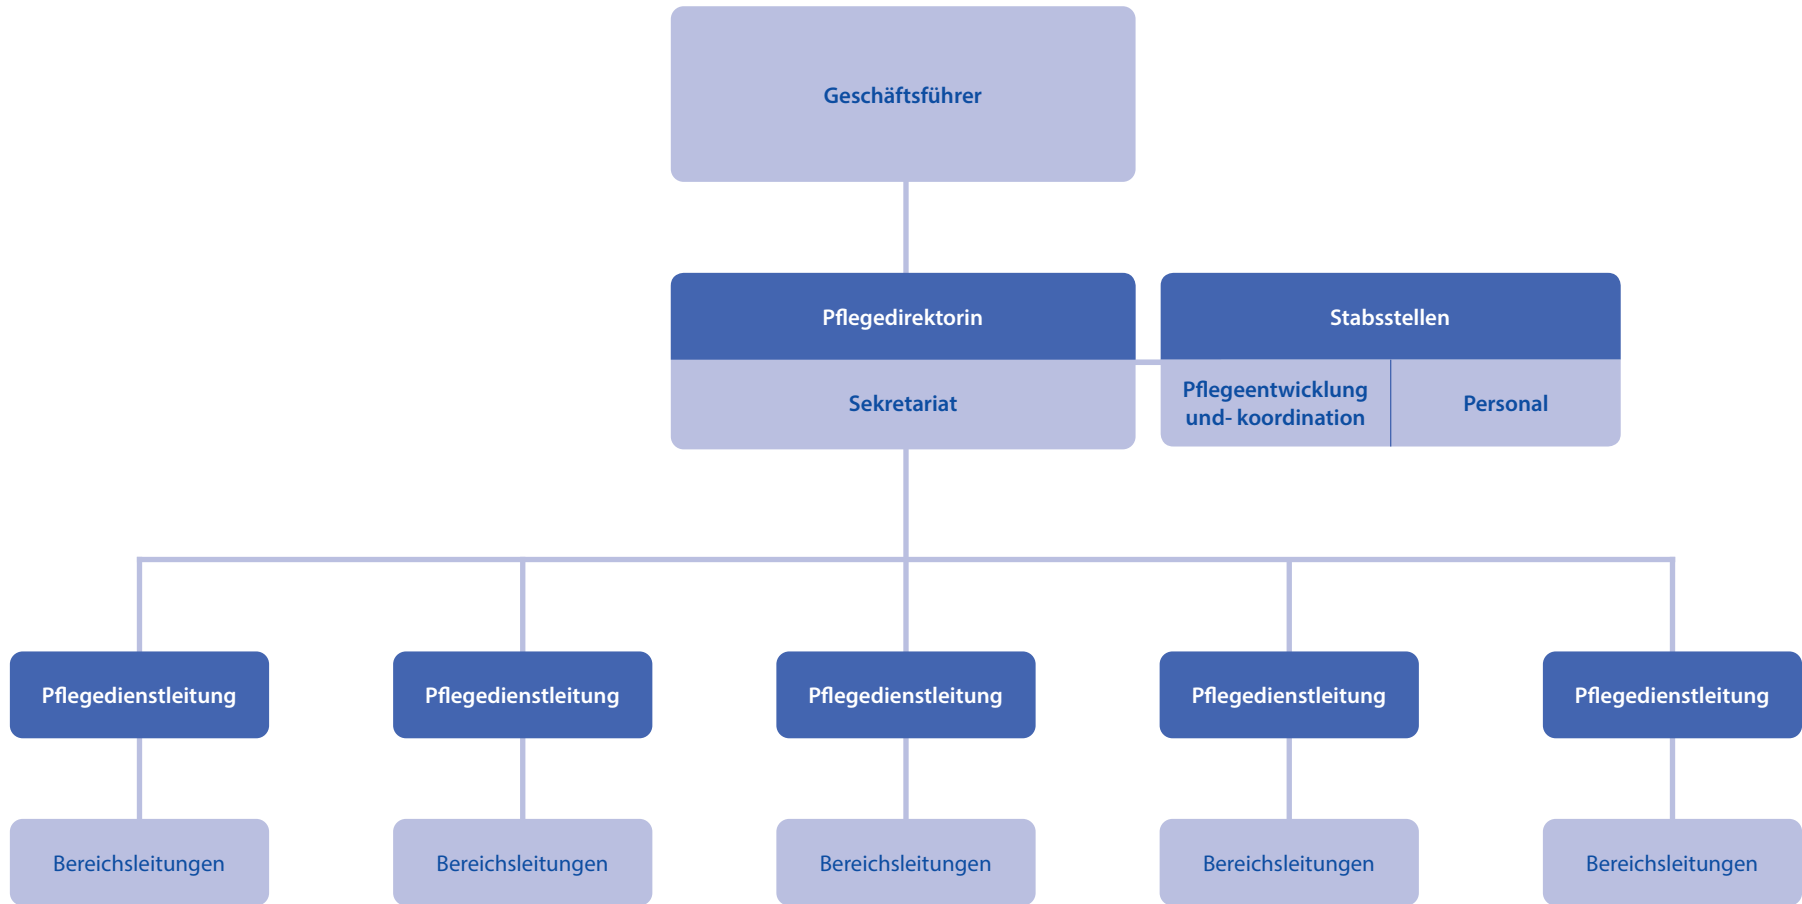 Geschäftsführer
Pflegedirektorin
Stabsstellen
Sekretariat
Pflegeentwicklung
und- koordination
Personal
Pflegedienstleitung
Pflegedienstleitung
Pflegedienstleitung
Pflegedienstleitung
Pflegedienstleitung
Bereichsleitungen
Bereichsleitungen
Bereichsleitungen
Bereichsleitungen
Bereichsleitungen